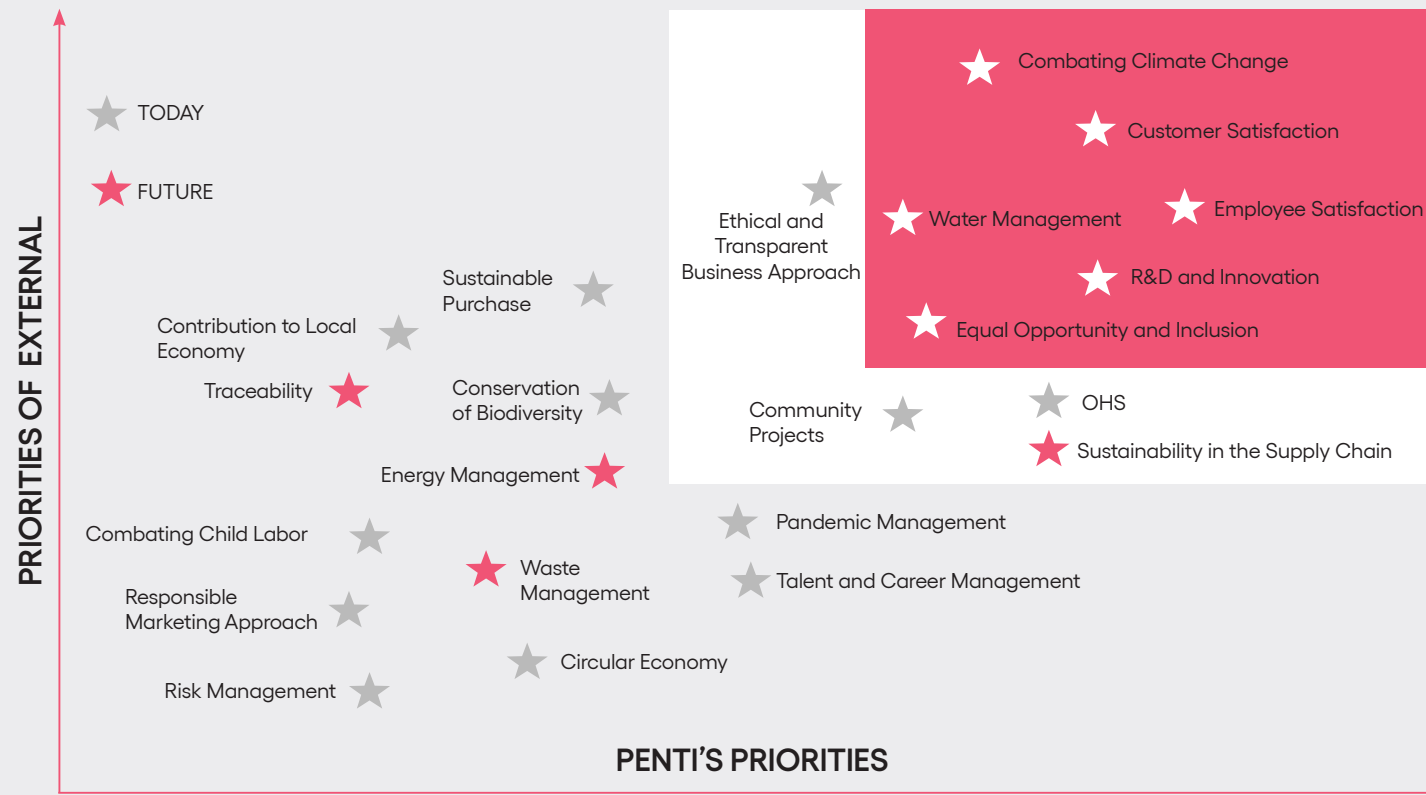 Combating Climate Change
TODAY
Customer Satisfaction
FUTURE
Ethical and
Transparent
Business Approach
Water Management
Employee Satisfaction
Sustainable
Purchase
R&D and Innovation
Contribution to Local
Economy
Equal Opportunity and Inclusion
Traceability
Conservation
of Biodiversity
Community
Projects
OHS
Sustainability in the Supply Chain
Energy Management
Combating Child Labor
Pandemic Management
Waste
Management
Talent and Career Management
Responsible
Marketing Approach
Circular Economy
Risk Management
PRIORITIES OF EXTERNAL
PENTI'S PRIORITIES